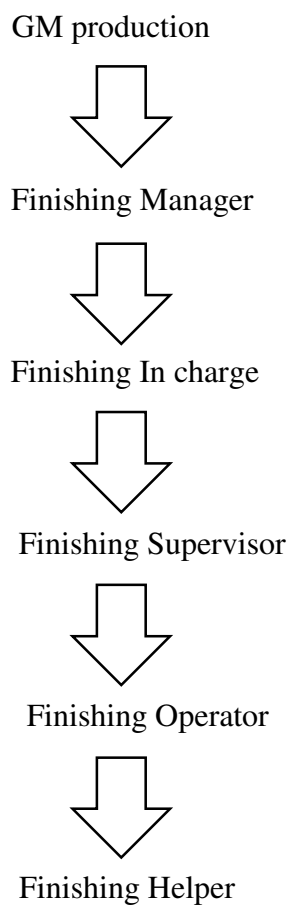 GM production
Finishing Manager
Finishing In charge
Finishing Supervisor
Finishing Operator
Finishing Helper